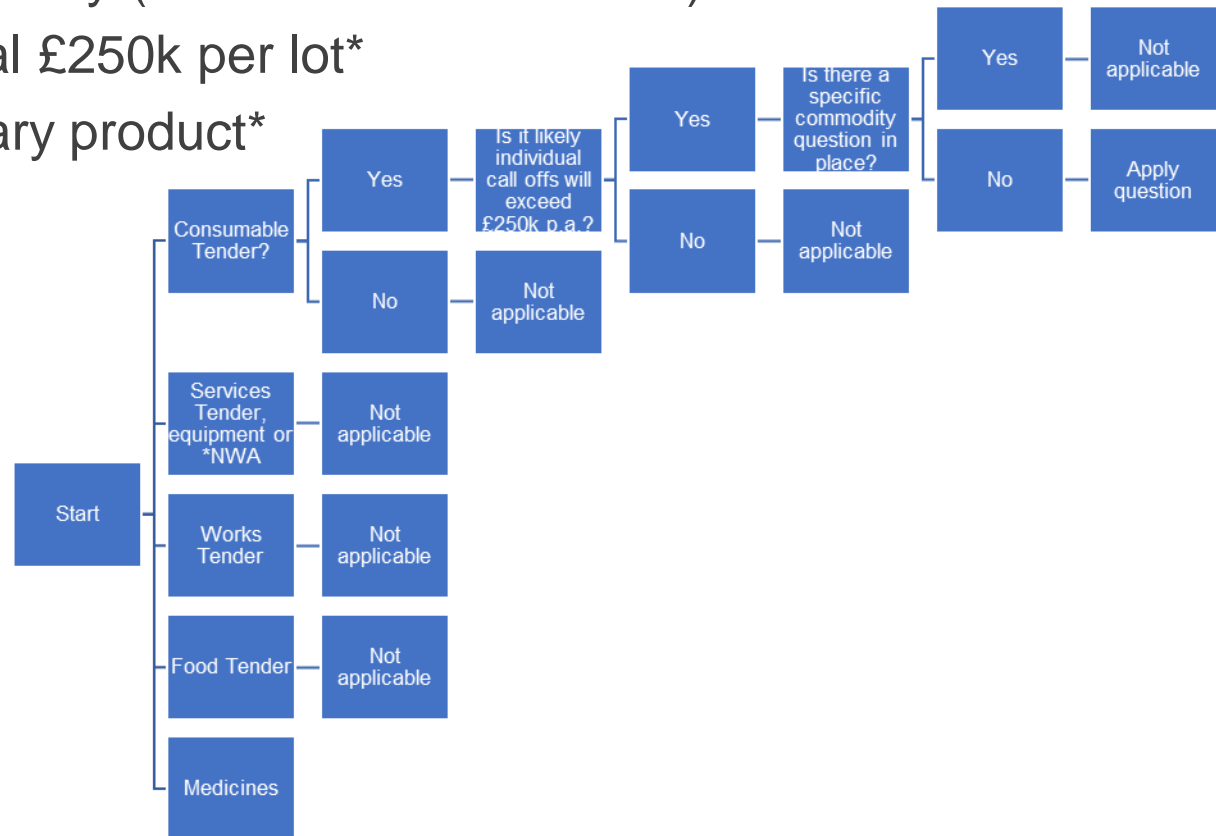 al £250k per lot*
ary product*
Yes
Not
applicable
Is there a
specific
commodity
question in
place?
Yes
No
Apply
question
Is it likely
individual
call offs will
exceed
£250k p.a.?
Yes
No
Not
applicable
Consumable
Tender?
No
Not
applicable
Services
Tender,
equipment or
*NWA
Not
applicable
Start
Works
Tender
Not
applicable
Food Tender
Not
applicable
Medicines